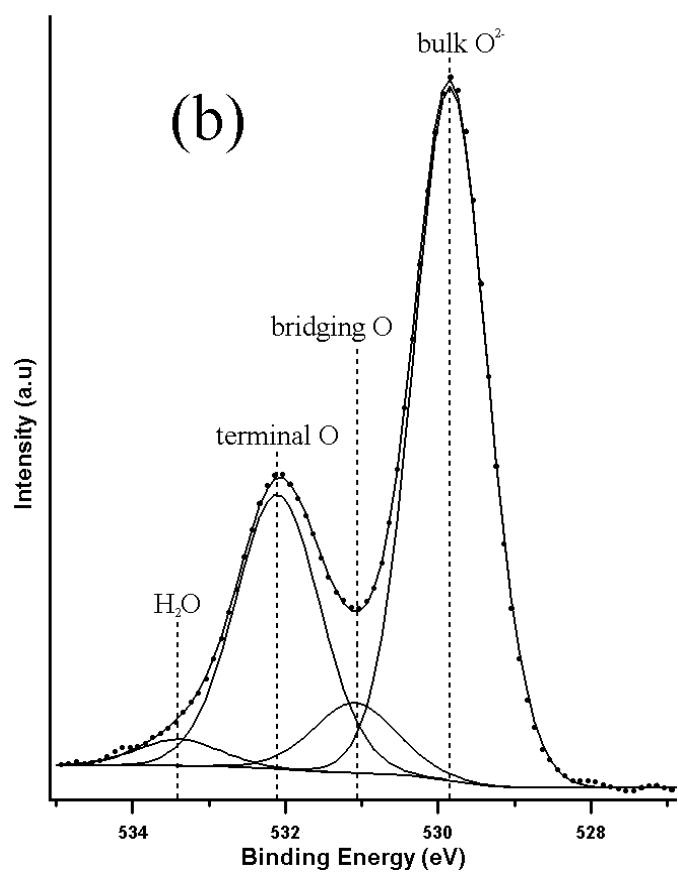 bulk O²⁻
(b)
bridging O
terminal O
H₂O
Intensity (a.u)
534
532
530
528
Binding Energy (eV)